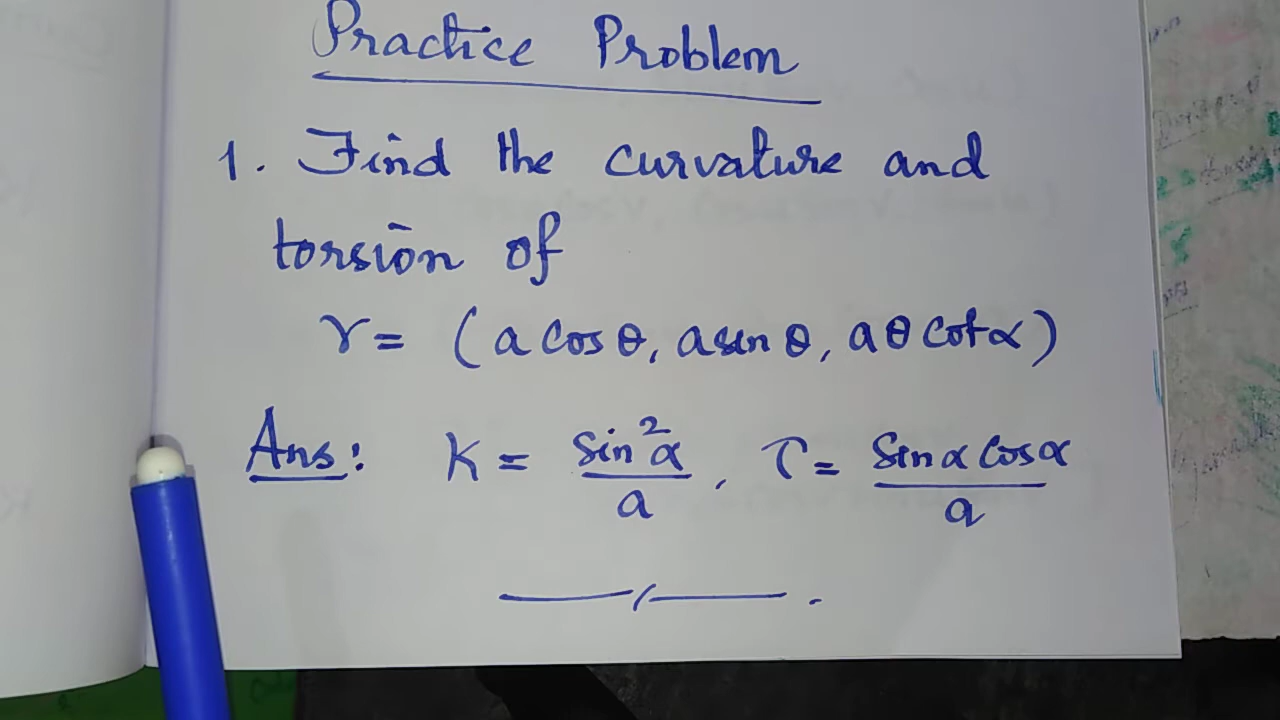 Practice Problem
1. Find the curvature and
torsion of
r = (a cos θ, a sin θ, a θ cot α)
Ans: K = sin²α / a , τ = sin α cos α / a